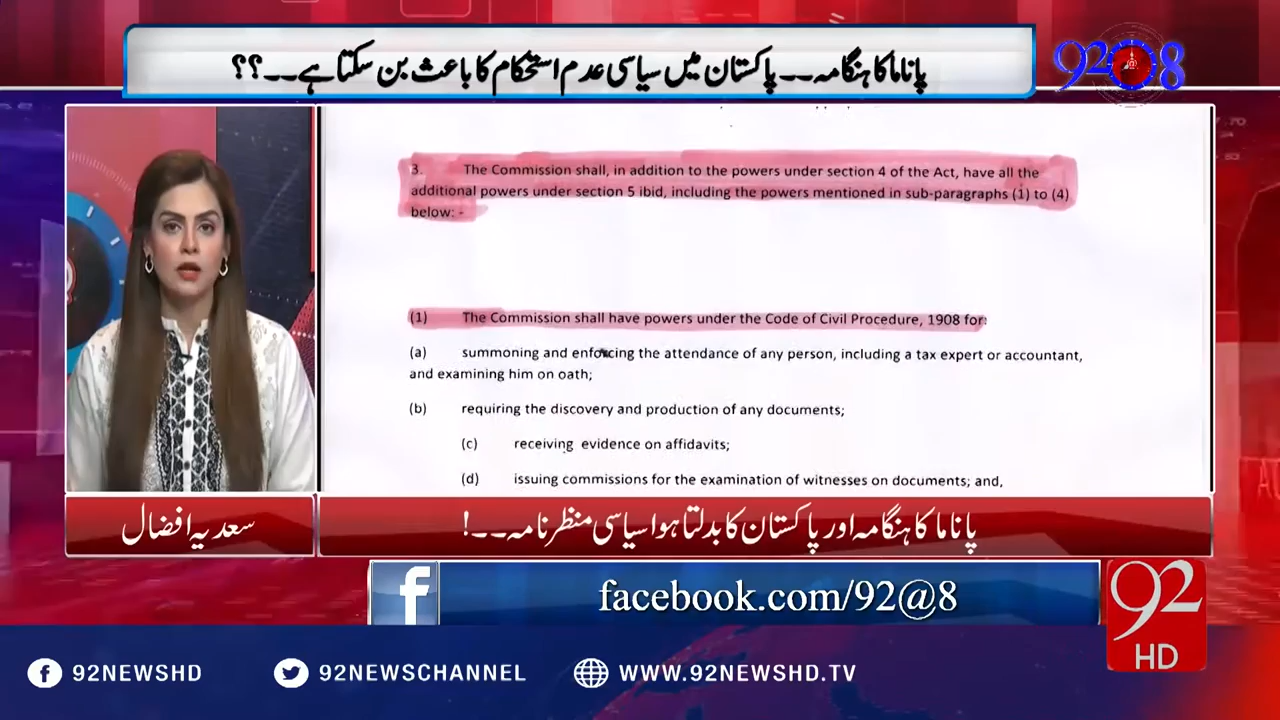 پاناما کا ہنگامہ ۔۔ پاکستان میں سیاسی عدم استحکام کا باعث بن سکتا ہے ۔۔ ؟؟
92@8
3. The Commission shall, in addition to the powers under section 4 of the Act, have all the
additional powers under section 5 ibid, including the powers mentioned in sub-paragraphs (1) to (4)
below: -
(1) The Commission shall have powers under the Code of Civil Procedure, 1908 for:
(a) summoning and enforcing the attendance of any person, including a tax expert or accountant,
and examining him on oath;
(b) requiring the discovery and production of any documents;
(c) receiving evidence on affidavits;
(d) issuing commissions for the examination of witnesses on documents; and,
سعدیہ افضال
پاناما کا ہنگامہ اور پاکستان کا بدلتا ہوا سیاسی منظر نامہ ۔۔۔!
facebook.com/92@8
92
HD
92NEWSHD
92NEWSCHANNEL
WWW.92NEWSHD.TV